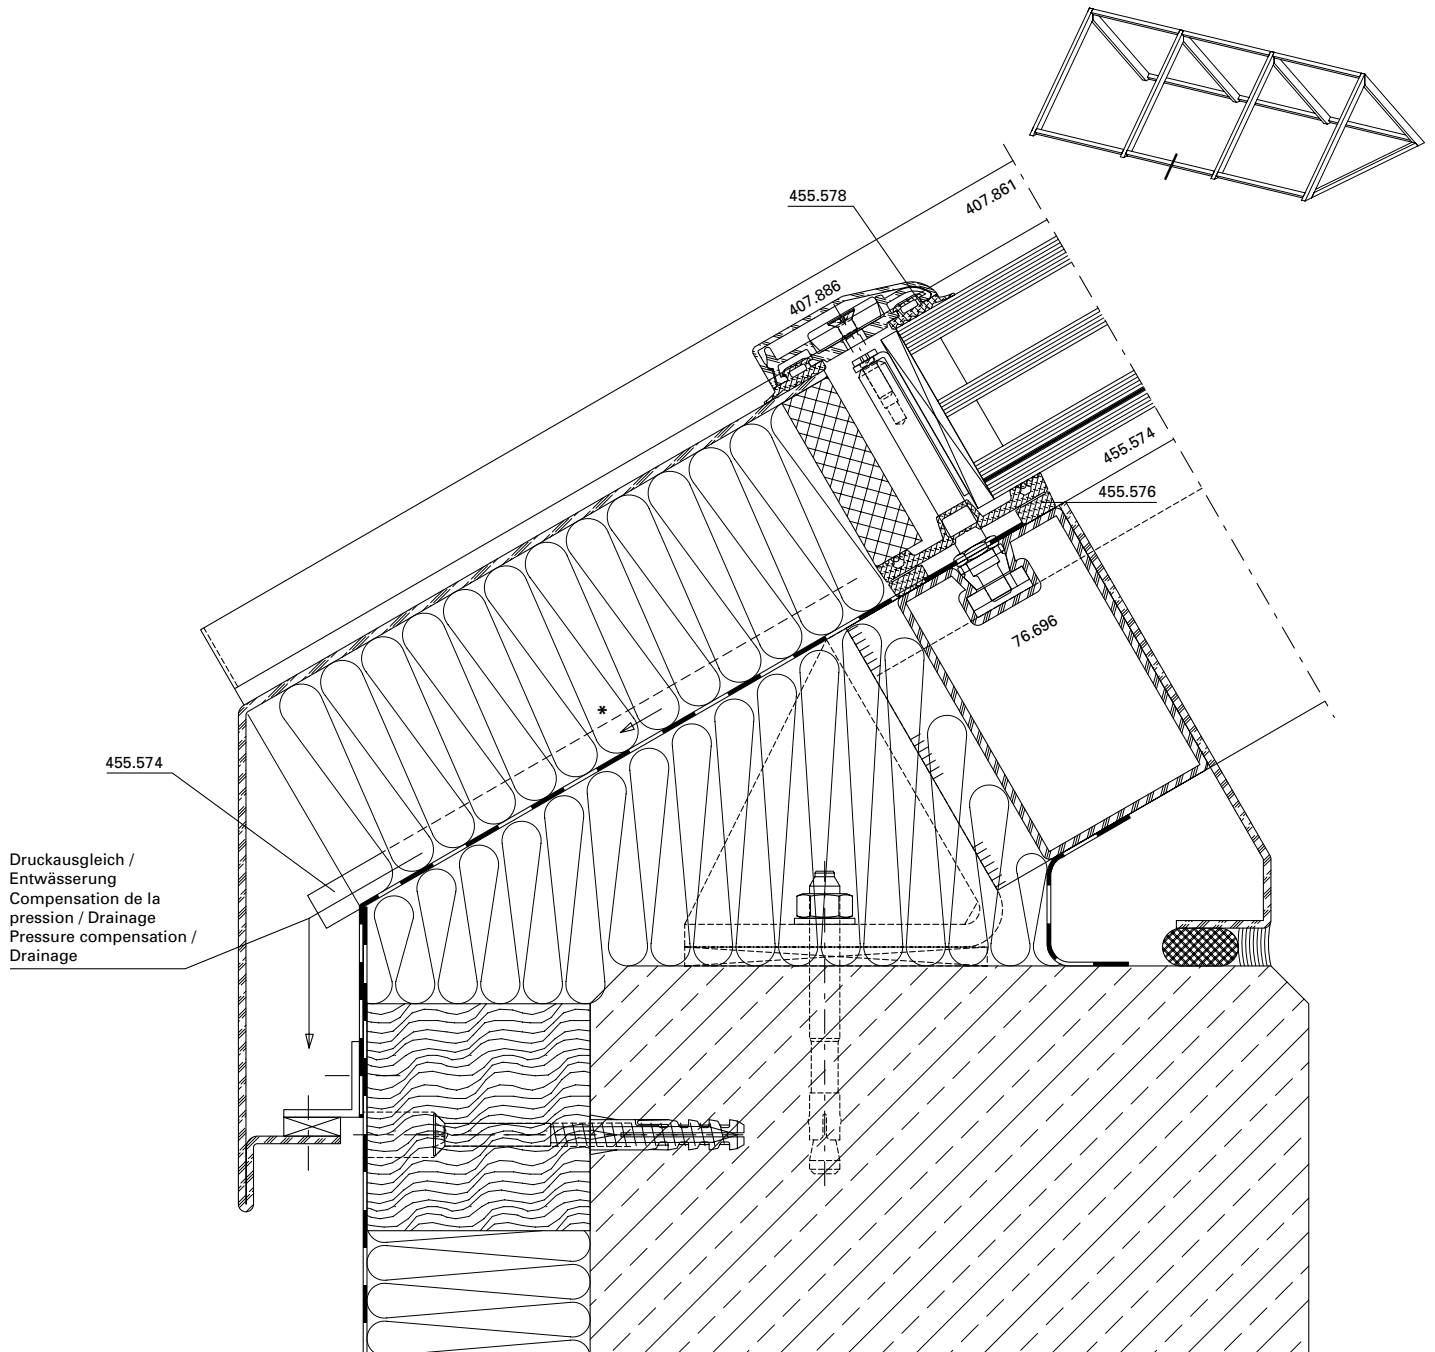 455.578
407.861
407.886
455.574
455.576
76.696
*
455.574
Druckausgleich /
Entwässerung
Compensation de la
pression / Drainage
Pressure compensation /
Drainage